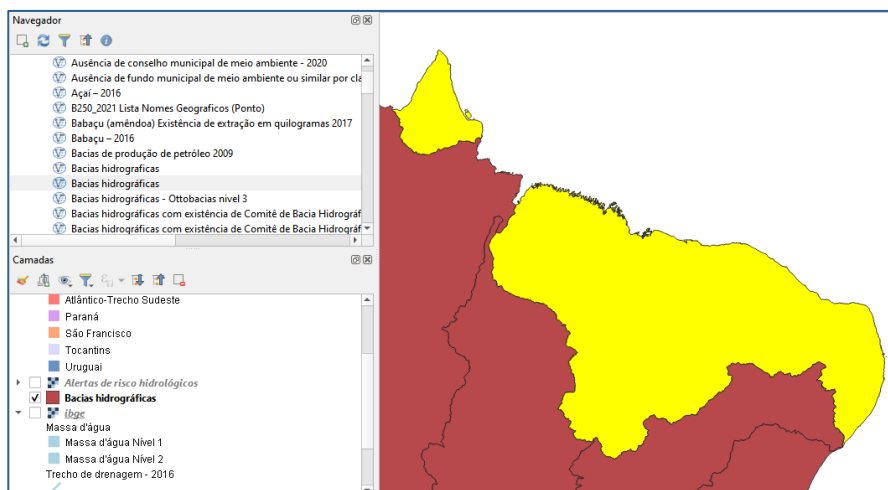 Navegador
Ausência de conselho municipal de meio ambiente - 2020
Ausência de fundo municipal de meio ambiente ou similar por cla
Açaí – 2016
B250_2021 Lista Nomes Geograficos (Ponto)
Babaçu (amêndoa) Existência de extração em quilogramas 2017
Babaçu – 2016
Bacias de produção de petróleo 2009
Bacias hidrograficas
Bacias hidrográficas
Bacias hidrográficas - Ottobacias nivel 3
Bacias hidrográficas com existência de Comitê de Bacia Hidrográf
Bacias hidrográficas com existência de Comitê de Bacia Hidrográf
Camadas
Atlântico-Trecho Sudeste
Paraná
São Francisco
Tocantins
Uruguai
Alertas de risco hidrológicos
Bacias hidrográficas
ibge
Massa d'água
Massa d'água Nível 1
Massa d'água Nível 2
Trecho de drenagem - 2016